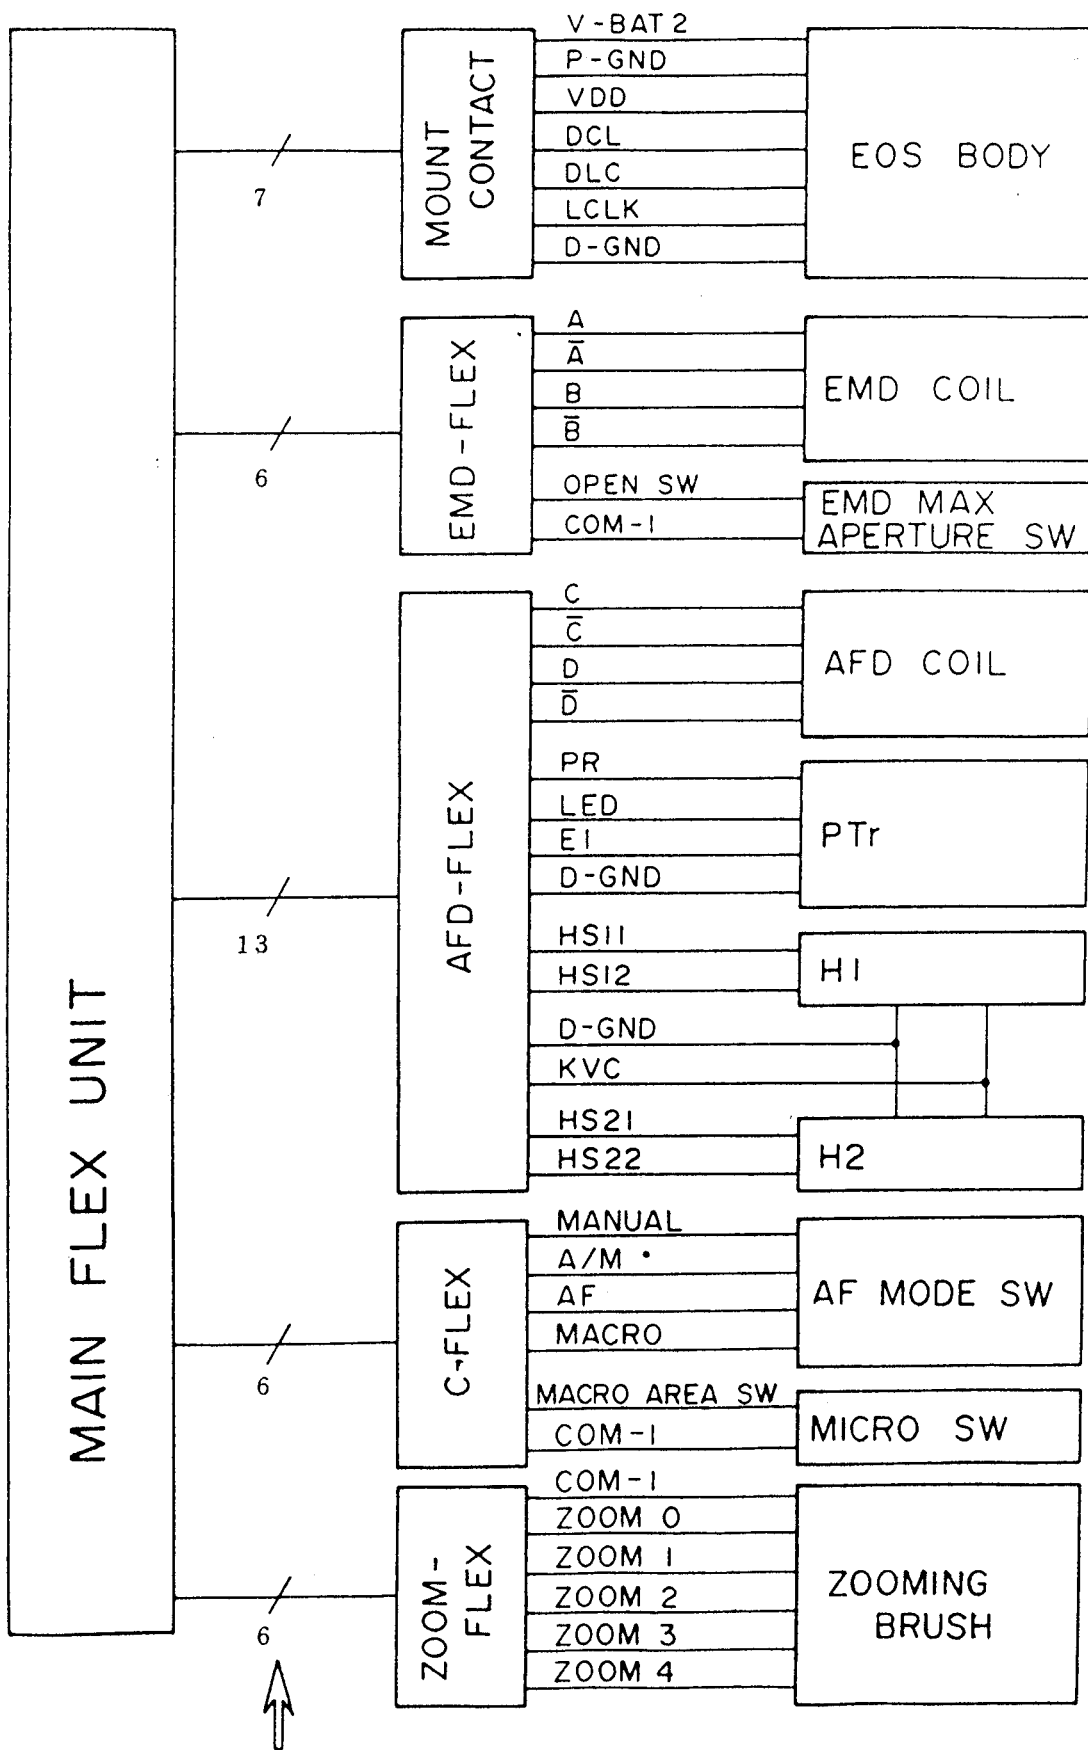 MAIN FLEX UNIT
7
MOUNT
CONTACT
V-BAT 2
P-GND
VDD
DCL
DLC
LCLK
D-GND
EOS BODY
6
EMD-FLEX
A
A̅
B
B̅
OPEN SW
COM-1
EMD COIL
EMD MAX
APERTURE SW
13
AFD-FLEX
C
C̅
D
D̅
PR
LED
E1
D-GND
HS11
HS12
D-GND
KVC
HS21
HS22
AFD COIL
PTr
H1
H2
6
C-FLEX
MANUAL
A/M
AF
MACRO
MACRO AREA SW
COM-1
AF MODE SW
MICRO SW
6
ZOOM-
FLEX
COM-1
ZOOM 0
ZOOM 1
ZOOM 2
ZOOM 3
ZOOM 4
ZOOMING
BRUSH